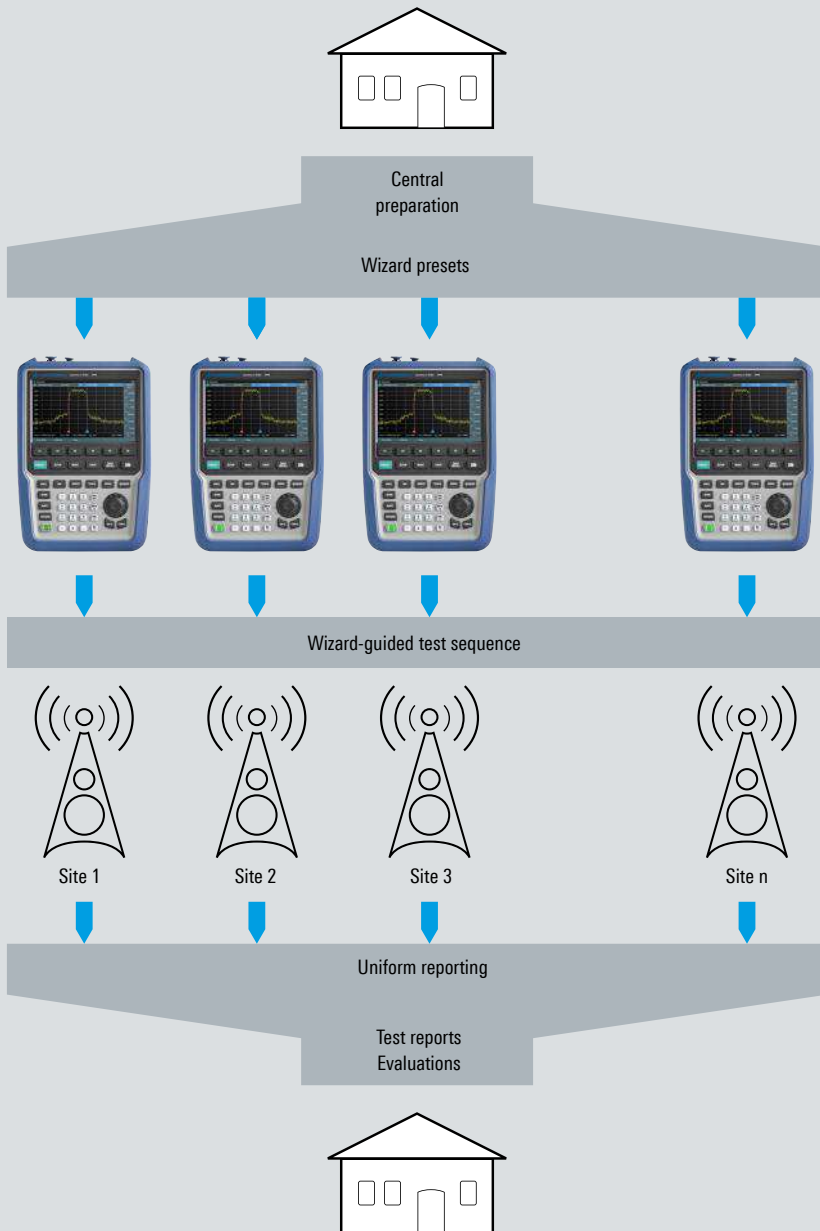 Central
preparation
Wizard presets
Wizard-guided test sequence
Site 1
Site 2
Site 3
Site n
Uniform reporting
Test reports
Evaluations